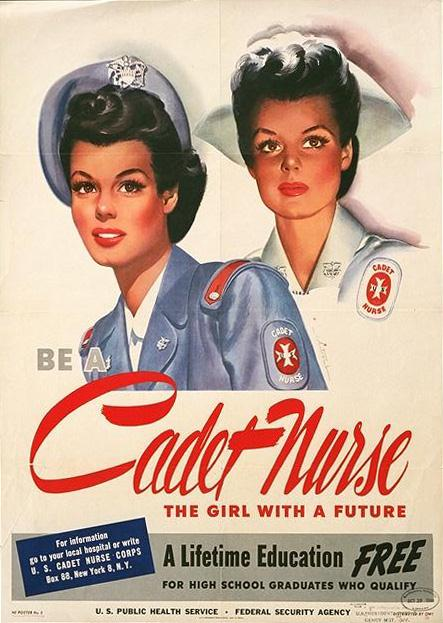 CADET
NURSE
CADET
NURSE
BE A
Cadet Nurse
THE GIRL WITH A FUTURE
For information
go to your local hospital or write
U. S. CADET NURSE CORPS
Box 88, New York 8, N.Y.
A Lifetime Education FREE
FOR HIGH SCHOOL GRADUATES WHO QUALIFY
U. S. PUBLIC HEALTH SERVICE • FEDERAL SECURITY AGENCY